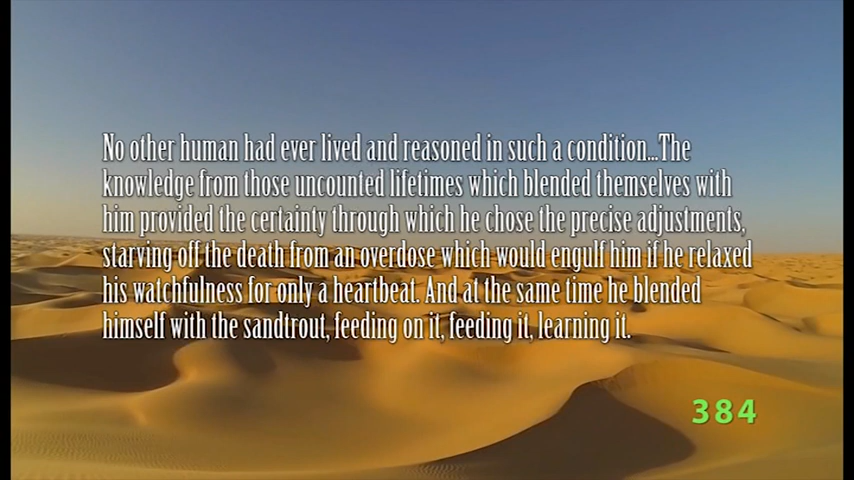 No other human had ever lived and reasoned in such a condition...The
knowledge from those uncounted lifetimes which blended themselves with
him provided the certainty through which he chose the precise adjustments,
starving off the death from an overdose which would engulf him if he relaxed
his watchfulness for only a heartbeat. And at the same time he blended
himself with the sandtrout, feeding on it, feeding it, learning it.
384